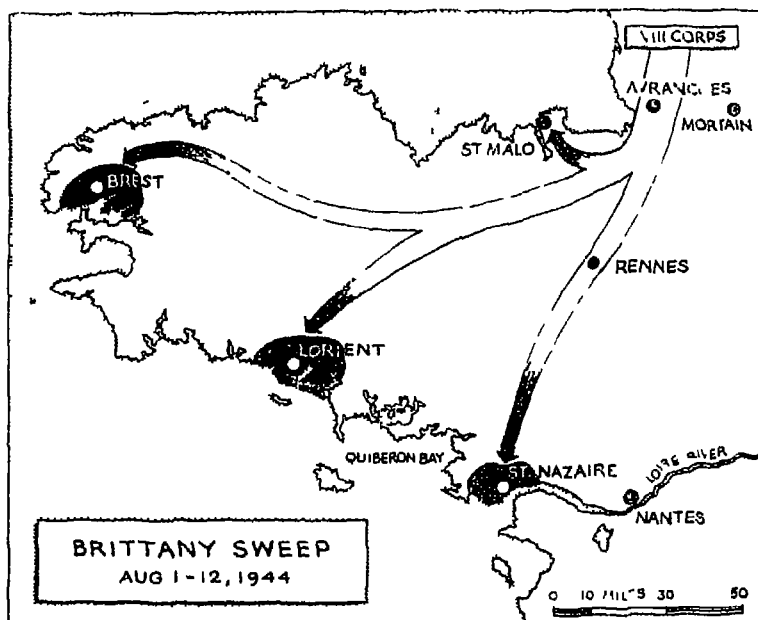 VIII CORPS
AVRANCHES
MORTAIN
ST MALO
BREST
RENNES
LORIENT
QUIBERON BAY
ST. NAZAIRE
LOIRE RIVER
NANTES
BRITTANY SWEEP
AUG 1-12, 1944
0 10 MILES 30 50